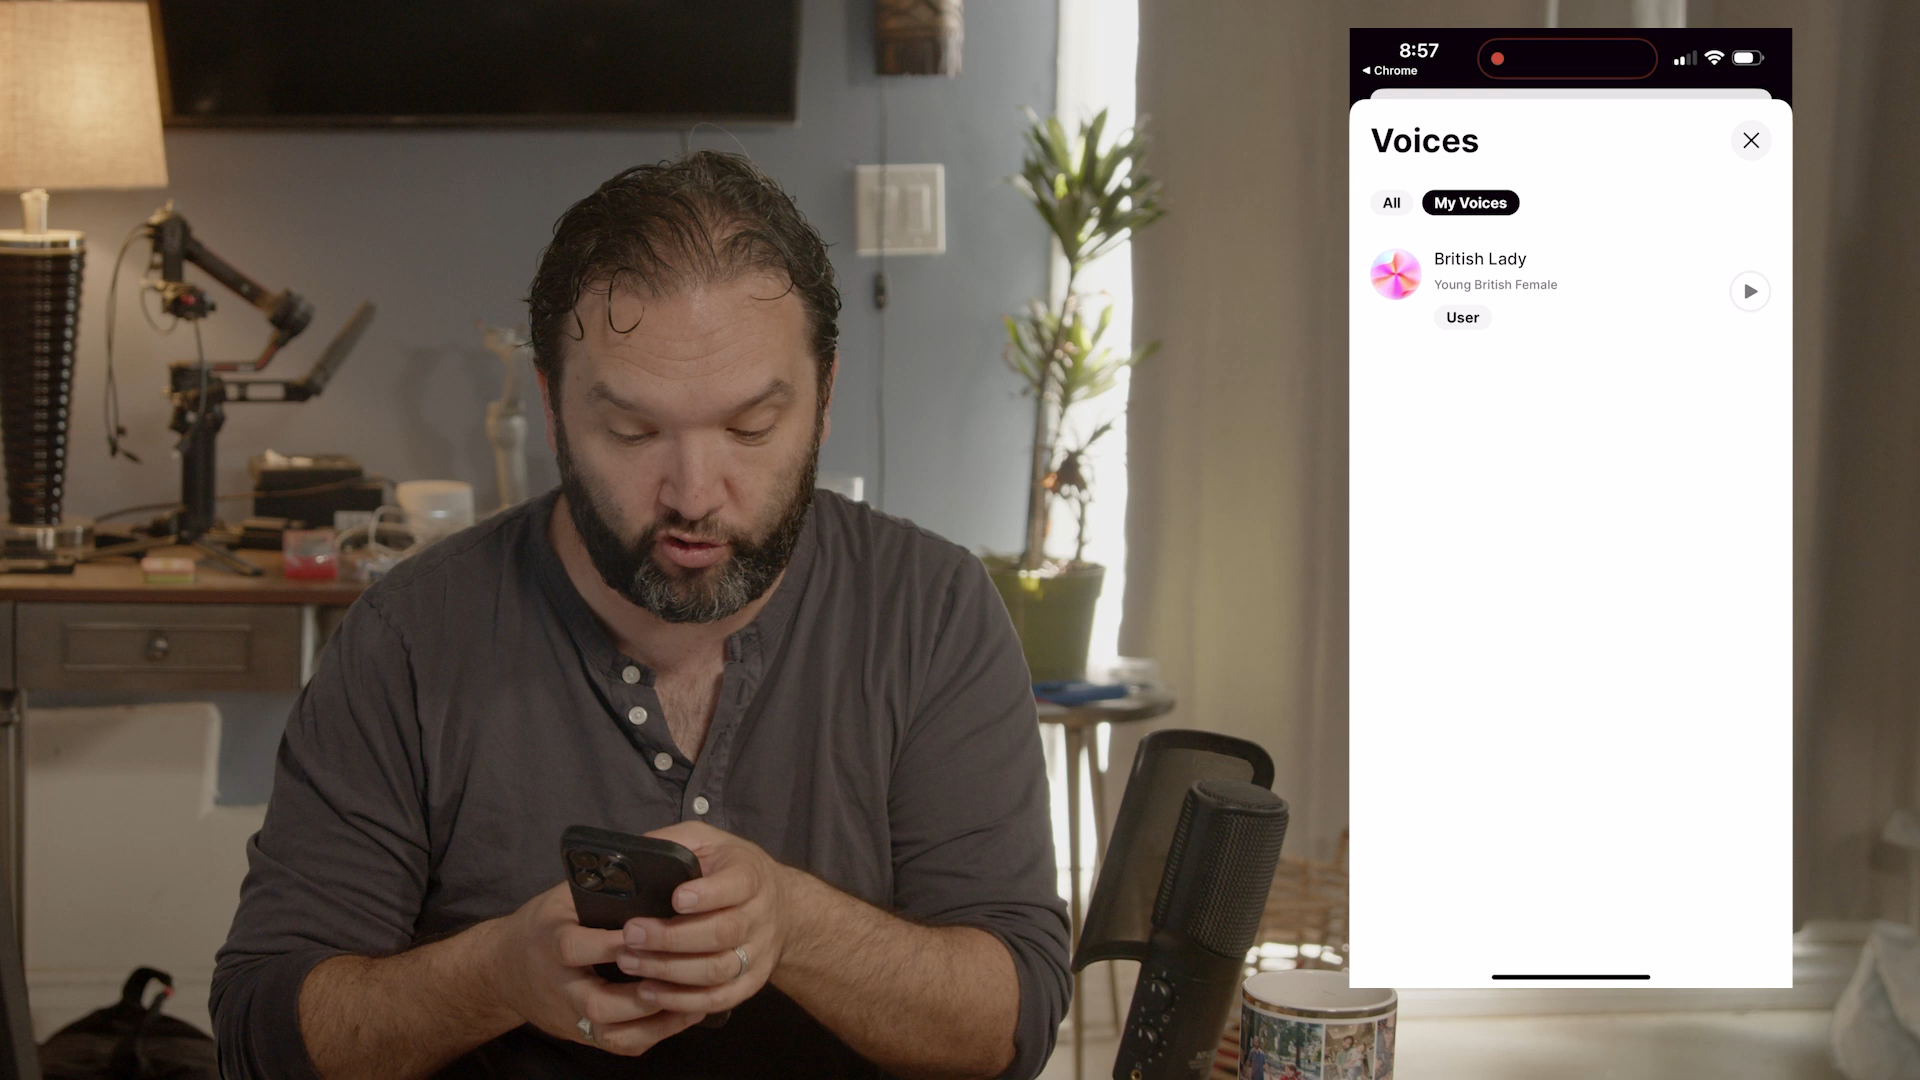 8:57
◀ Chrome
Voices
All
My Voices
British Lady
Young British Female
User